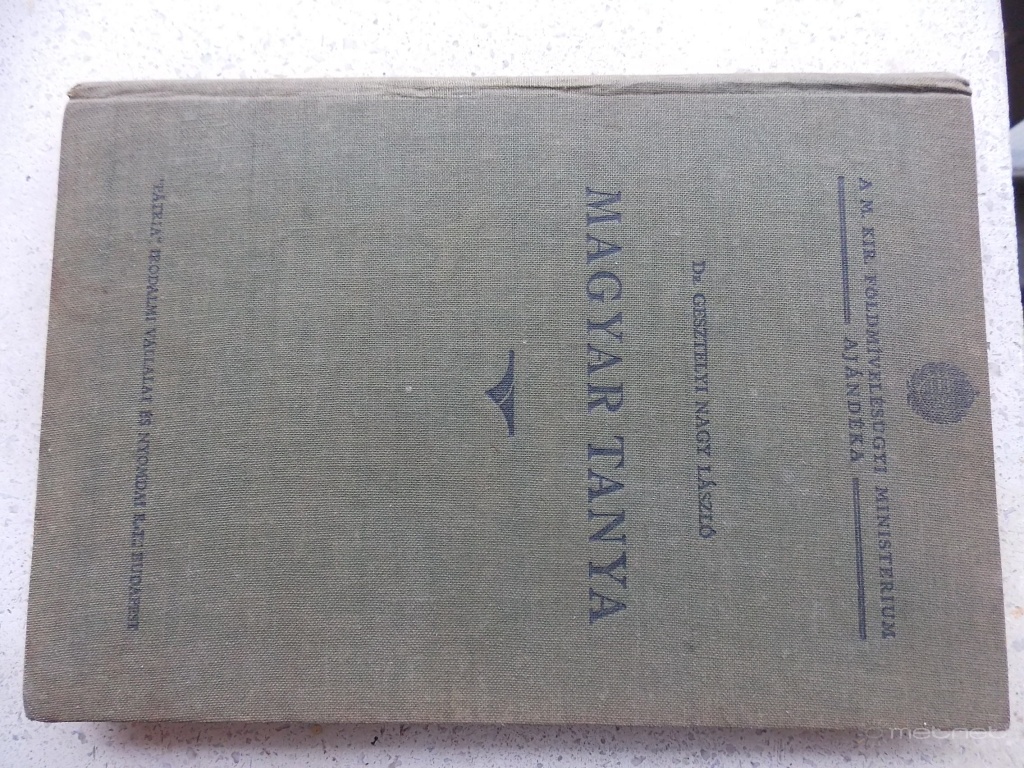 A M. KIR. FÖLDMÍVELÉSÜGYI MINISTERIUM
AJÁNDÉKA
Dr. GESZTELYI NAGY LÁSZLÓ
MAGYAR TANYA
"PÁTRIA" IRODALMI VÁLLALAT ÉS NYOMDAI R.-T. BUDAPEST